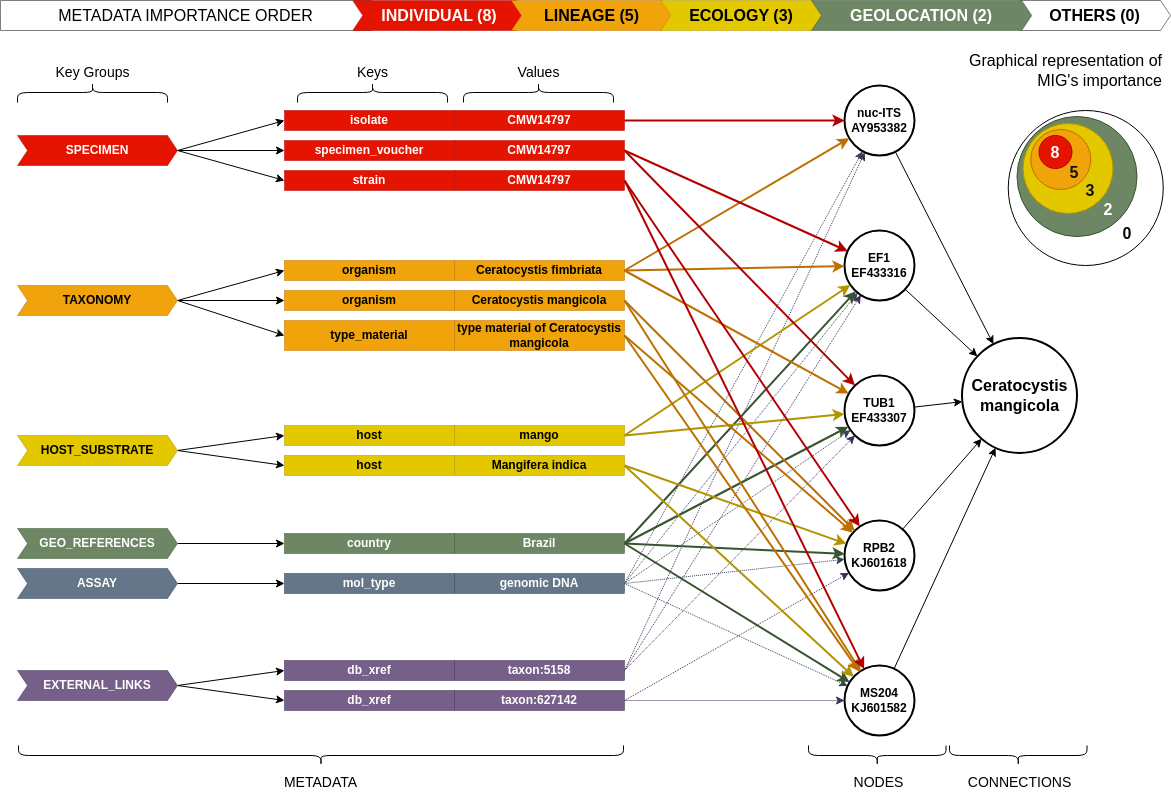 METADATA IMPORTANCE ORDER
INDIVIDUAL (8)
LINEAGE (5)
ECOLOGY (3)
GEOLOCATION (2)
OTHERS (0)
Key Groups
Keys
Values
Graphical representation of
MIG's importance
8
5
3
2
0
SPECIMEN
isolate
CMW14797
specimen_voucher
CMW14797
strain
CMW14797
TAXONOMY
organism
Ceratocystis fimbriata
organism
Ceratocystis mangicola
type_material
type material of Ceratocystis
mangicola
HOST_SUBSTRATE
host
mango
host
Mangifera indica
GEO_REFERENCES
country
Brazil
ASSAY
mol_type
genomic DNA
EXTERNAL_LINKS
db_xref
taxon:5158
db_xref
taxon:627142
nuc-ITS
AY953382
EF1
EF433316
TUB1
EF433307
RPB2
KJ601618
MS204
KJ601582
Ceratocystis
mangicola
METADATA
NODES
CONNECTIONS